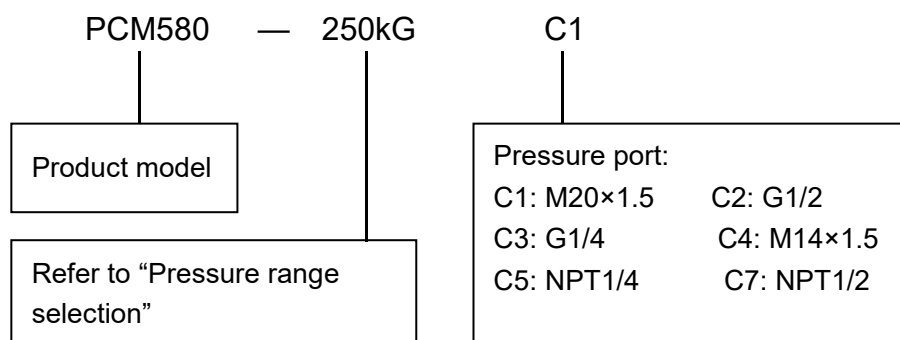 PCM580 — 250kG C1
Product model
Refer to “Pressure range
selection”
Pressure port:
C1: M20×1.5 C2: G1/2
C3: G1/4 C4: M14×1.5
C5: NPT1/4 C7: NPT1/2